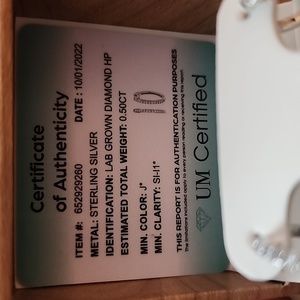 Certificate
of Authenticity
ITEM #: 652929260 DATE : 10/01/2022
METAL: STERLING SILVER
IDENTIFICATION: LAB GROWN DIAMOND HP
ESTIMATED TOTAL WEIGHT: 0.50CT
MIN. COLOR: J*
MIN. CLARITY: SI-I1*
THIS REPORT IS FOR AUTHENTICATION PURPOSES
UM Certified